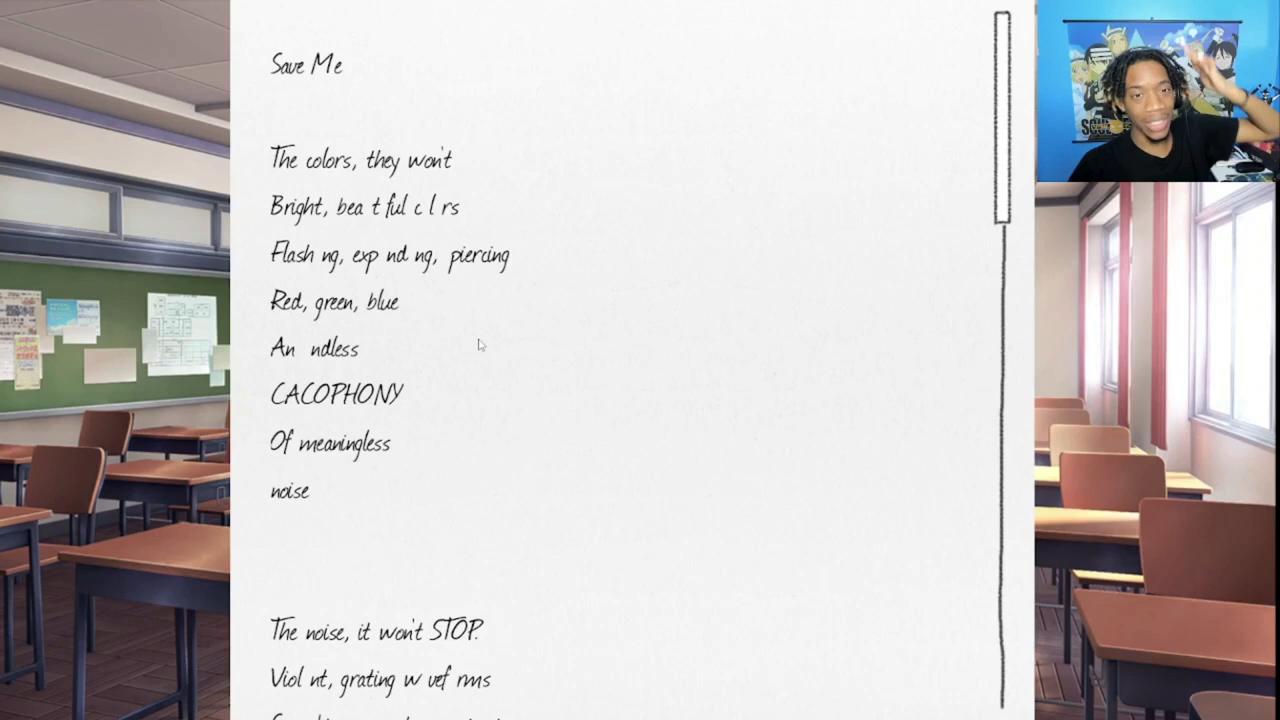 Save Me
The colors, they won't
Bright, bea t ful c l rs
Flash ng, exp nd ng, piercing
Red, green, blue
An ndless
CACOPHONY
Of meaningless
noise
The noise, it won't STOP.
Viol nt, grating w vef rms